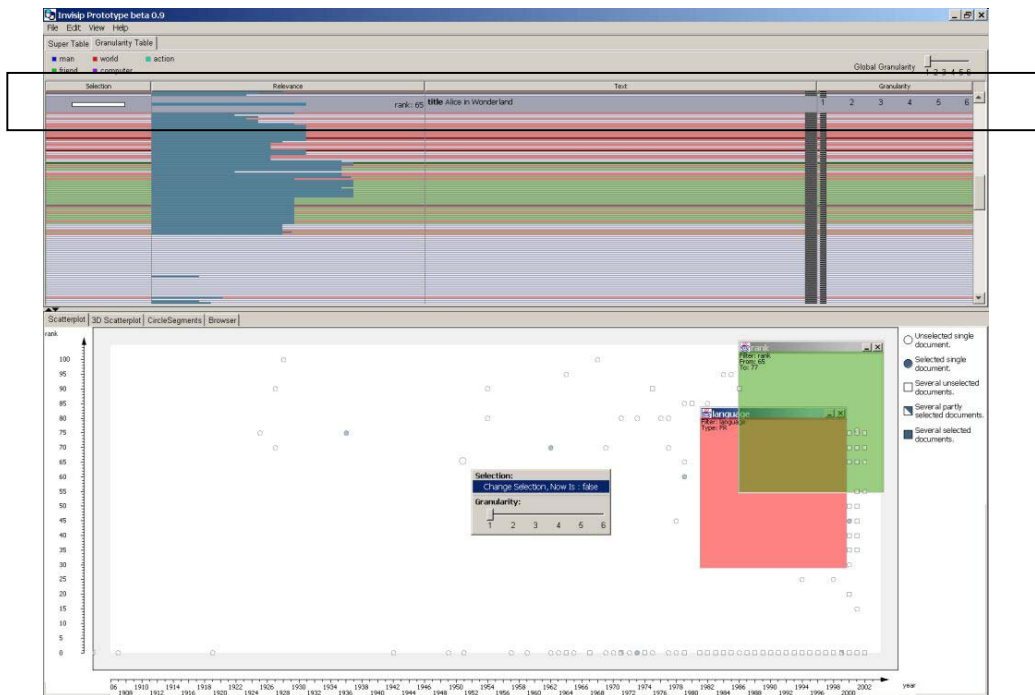 Invisip Prototype beta 0.9
File Edit View Help
Super Table Granularity Table
man world action
friend computer
Global Granularity
1 2 3 4 5 6
Selection Relevance Text Granularity
rank: 65 title Alice in Wonderland 1 2 3 4 5 6
Scatterplot 3D Scatterplot CircleSegments Browser
rank
100
95
90
85
80
75
70
65
60
55
50
45
40
35
30
25
20
15
10
5
0
rank
Filter: rank
From: 65
To: 77
language
Filter: language
Type: FR
Selection:
Change Selection, Now Is : false
Granularity:
1 2 3 4 5 6
Unselected single
document.
Selected single
document.
Several unselected
documents.
Several partly
selected documents.
Several selected
documents.
06 1910 1914 1918 1922 1926 1930 1934 1938 1942 1946 1950 1954 1958 1962 1966 1970 1974 1978 1982 1986 1990 1994 1998 2002 year
1908 1912 1916 1920 1924 1928 1932 1936 1940 1944 1948 1952 1956 1960 1964 1968 1972 1976 1980 1984 1988 1992 1996 2000